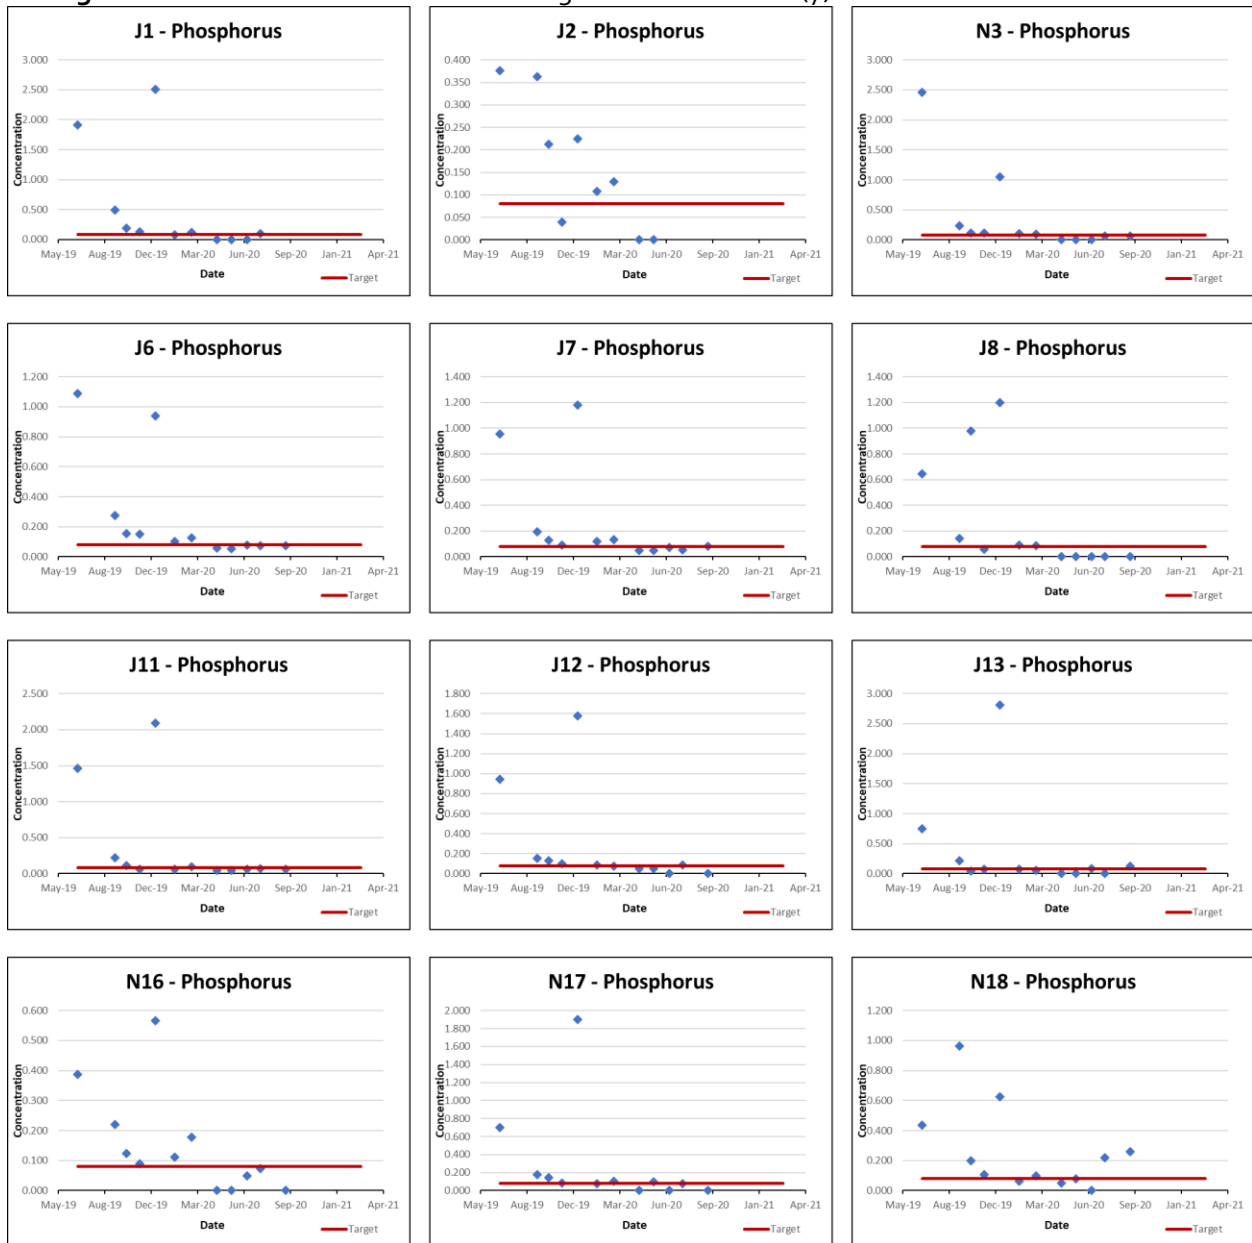 J1 - Phosphorus
3.000
2.500
2.000
1.500
1.000
0.500
0.000
Concentration
May-19 Aug-19 Dec-19 Mar-20 Jun-20 Sep-20 Jan-21 Apr-21
Date
Target
J2 - Phosphorus
0.400
0.350
0.300
0.250
0.200
0.150
0.100
0.050
0.000
Concentration
May-19 Aug-19 Dec-19 Mar-20 Jun-20 Sep-20 Jan-21 Apr-21
Date
Target
N3 - Phosphorus
3.000
2.500
2.000
1.500
1.000
0.500
0.000
Concentration
May-19 Aug-19 Dec-19 Mar-20 Jun-20 Sep-20 Jan-21 Apr-21
Date
Target
J6 - Phosphorus
1.200
1.000
0.800
0.600
0.400
0.200
0.000
Concentration
May-19 Aug-19 Dec-19 Mar-20 Jun-20 Sep-20 Jan-21 Apr-21
Date
Target
J7 - Phosphorus
1.400
1.200
1.000
0.800
0.600
0.400
0.200
0.000
Concentration
May-19 Aug-19 Dec-19 Mar-20 Jun-20 Sep-20 Jan-21 Apr-21
Date
Target
J8 - Phosphorus
1.400
1.200
1.000
0.800
0.600
0.400
0.200
0.000
Concentration
May-19 Aug-19 Dec-19 Mar-20 Jun-20 Sep-20 Jan-21 Apr-21
Date
Target
J11 - Phosphorus
2.500
2.000
1.500
1.000
0.500
0.000
Concentration
May-19 Aug-19 Dec-19 Mar-20 Jun-20 Sep-20 Jan-21 Apr-21
Date
Target
J12 - Phosphorus
1.800
1.600
1.400
1.200
1.000
0.800
0.600
0.400
0.200
0.000
Concentration
May-19 Aug-19 Dec-19 Mar-20 Jun-20 Sep-20 Jan-21 Apr-21
Date
Target
J13 - Phosphorus
3.000
2.500
2.000
1.500
1.000
0.500
0.000
Concentration
May-19 Aug-19 Dec-19 Mar-20 Jun-20 Sep-20 Jan-21 Apr-21
Date
Target
N16 - Phosphorus
0.600
0.500
0.400
0.300
0.200
0.100
0.000
Concentration
May-19 Aug-19 Dec-19 Mar-20 Jun-20 Sep-20 Jan-21 Apr-21
Date
Target
N17 - Phosphorus
2.000
1.800
1.600
1.400
1.200
1.000
0.800
0.600
0.400
0.200
0.000
Concentration
May-19 Aug-19 Dec-19 Mar-20 Jun-20 Sep-20 Jan-21 Apr-21
Date
Target
N18 - Phosphorus
1.200
1.000
0.800
0.600
0.400
0.200
0.000
Concentration
May-19 Aug-19 Dec-19 Mar-20 Jun-20 Sep-20 Jan-21 Apr-21
Date
Target